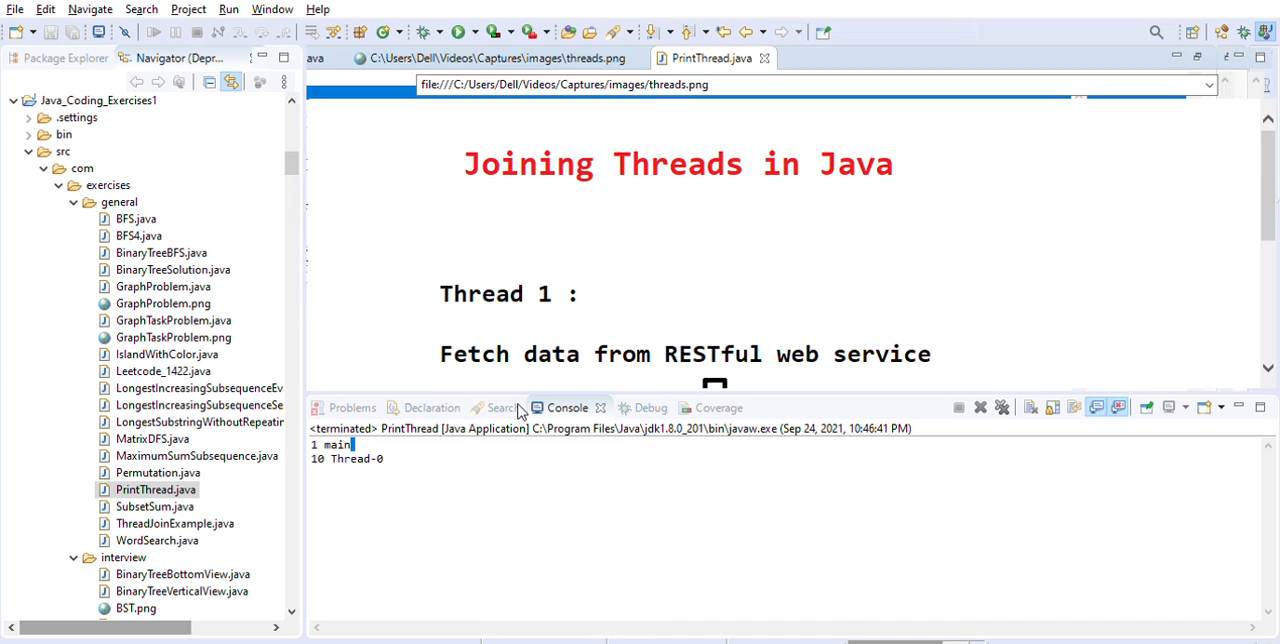 File Edit Navigate Search Project Run Window Help
Package Explorer Navigator (Depr...
ava C:\Users\Dell\Videos\Captures\images\threads.png PrintThread.java
file:///C:/Users/Dell/Videos/Captures/images/threads.png
Java_Coding_Exercises1
.settings
bin
src
com
exercises
general
BFS.java
BFS4.java
BinaryTreeBFS.java
BinaryTreeSolution.java
GraphProblem.java
GraphProblem.png
GraphTaskProblem.java
GraphTaskProblem.png
IslandWithColor.java
Leetcode_1422.java
LongestIncreasingSubsequenceEv
LongestIncreasingSubsequenceSe
LongestSubstringWithoutRepeatin
MatrixDFS.java
MaximumSumSubsequence.java
Permutation.java
PrintThread.java
SubsetSum.java
ThreadJoinExample.java
WordSearch.java
interview
BinaryTreeBottomView.java
BinaryTreeVerticalView.java
BST.png
Joining Threads in Java
Thread 1 :
Fetch data from RESTful web service
Problems Declaration Search Console Debug Coverage
<terminated> PrintThread [Java Application] C:\Program Files\Java\jdk1.8.0_201\bin\javaw.exe (Sep 24, 2021, 10:46:41 PM)
1 main
10 Thread-0